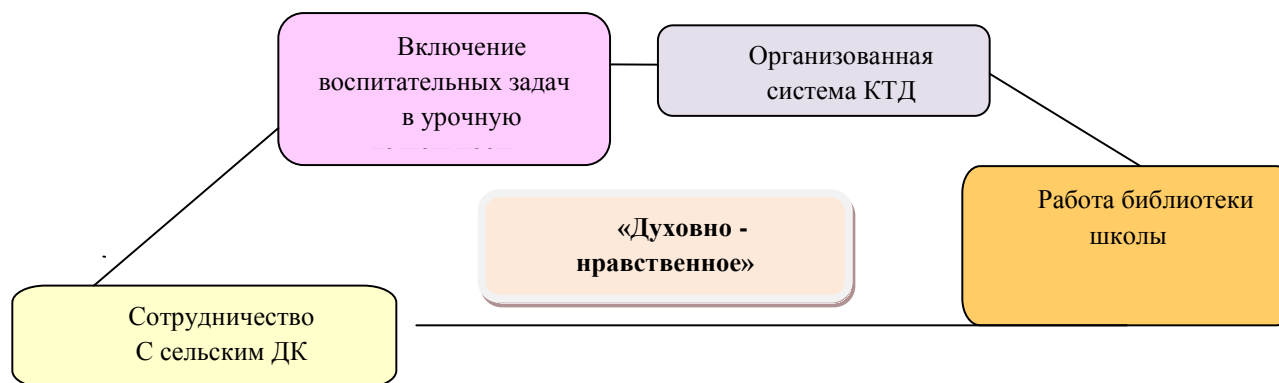 Включение
воспитательных задач
в урочную
Организованная
система КТД
Работа библиотеки
школы
«Духовно -
нравственное»
Сотрудничество
С сельским ДК